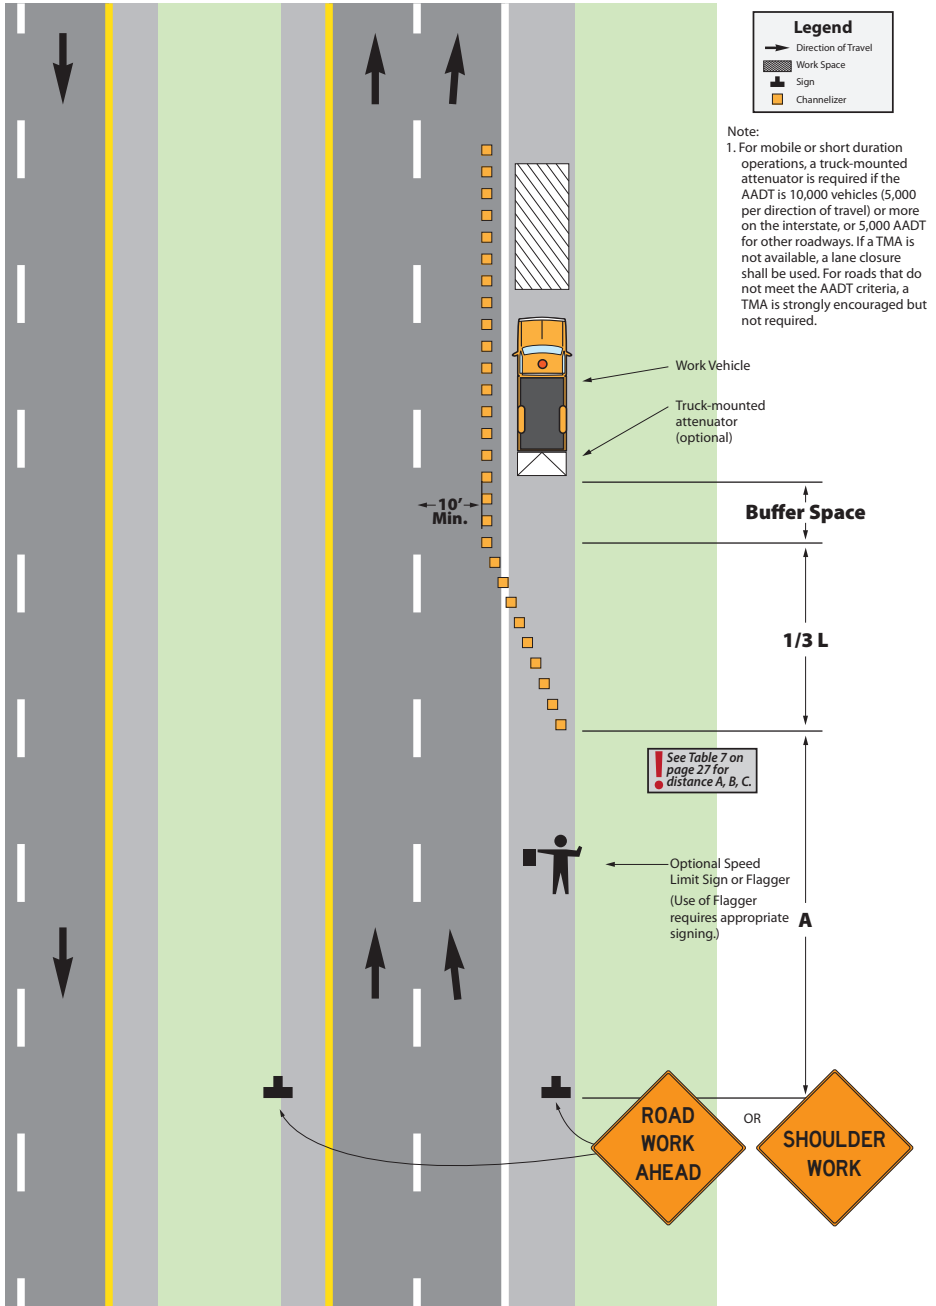 Legend
Direction of Travel
Work Space
Sign
Channelizer
Note:
1. For mobile or short duration
operations, a truck-mounted
attenuator is required if the
AADT is 10,000 vehicles (5,000
per direction of travel) or more
on the interstate, or 5,000 AADT
for other roadways. If a TMA is
not available, a lane closure
shall be used. For roads that do
not meet the AADT criteria, a
TMA is strongly encouraged but
not required.
Work Vehicle
Truck-mounted
attenuator
(optional)
10'
Min.
Buffer Space
1/3 L
! See Table 7 on
page 27 for
distance A, B, C.
Optional Speed
Limit Sign or Flagger
(Use of Flagger
requires appropriate
signing.)
A
ROAD
WORK
AHEAD
OR
SHOULDER
WORK